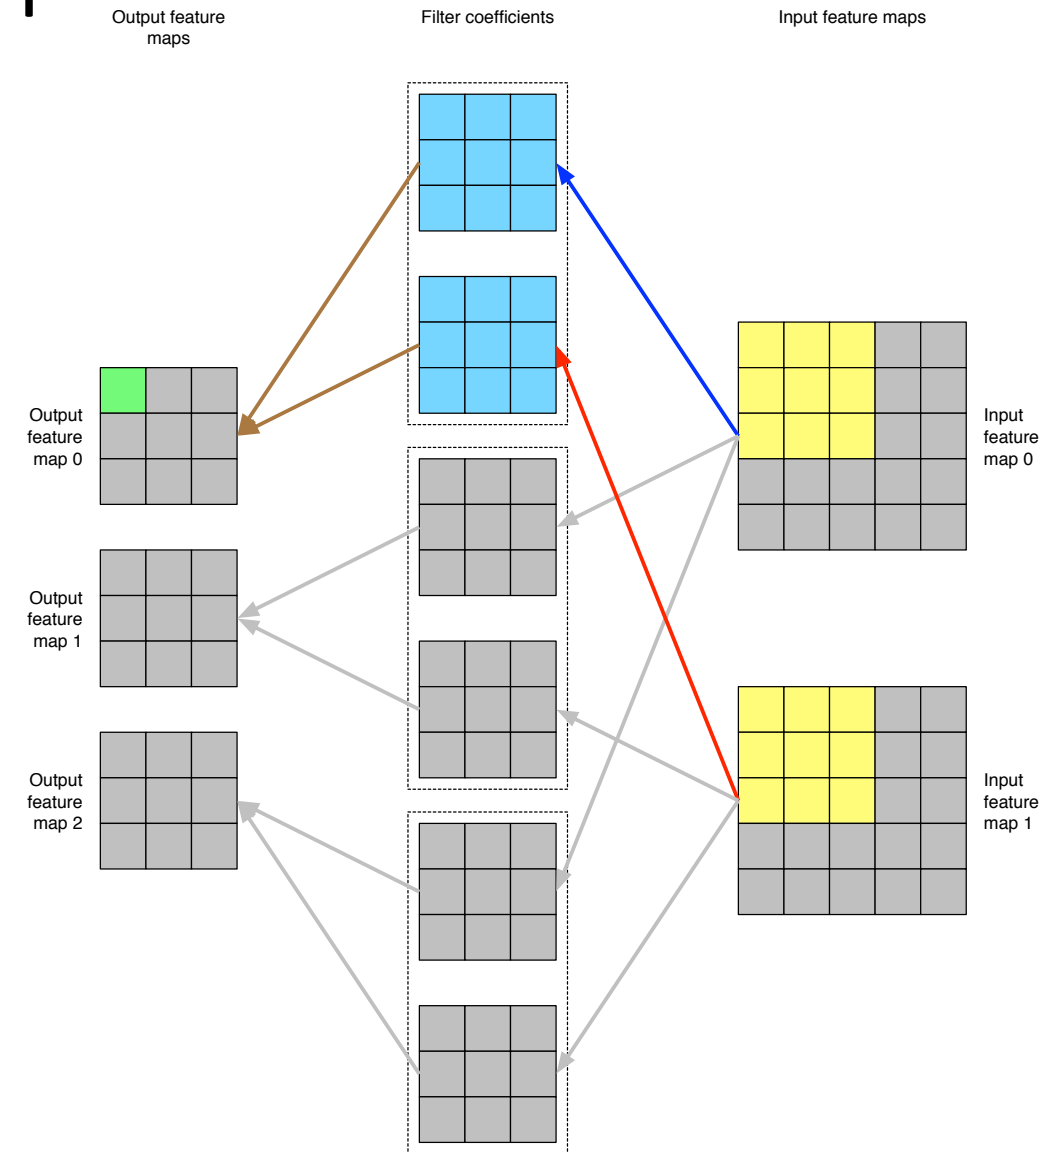 Output feature
maps
Filter coefficients
Input feature maps
Output
feature
map 0
Input
feature
map 0
Output
feature
map 1
Output
feature
map 2
Input
feature
map 1